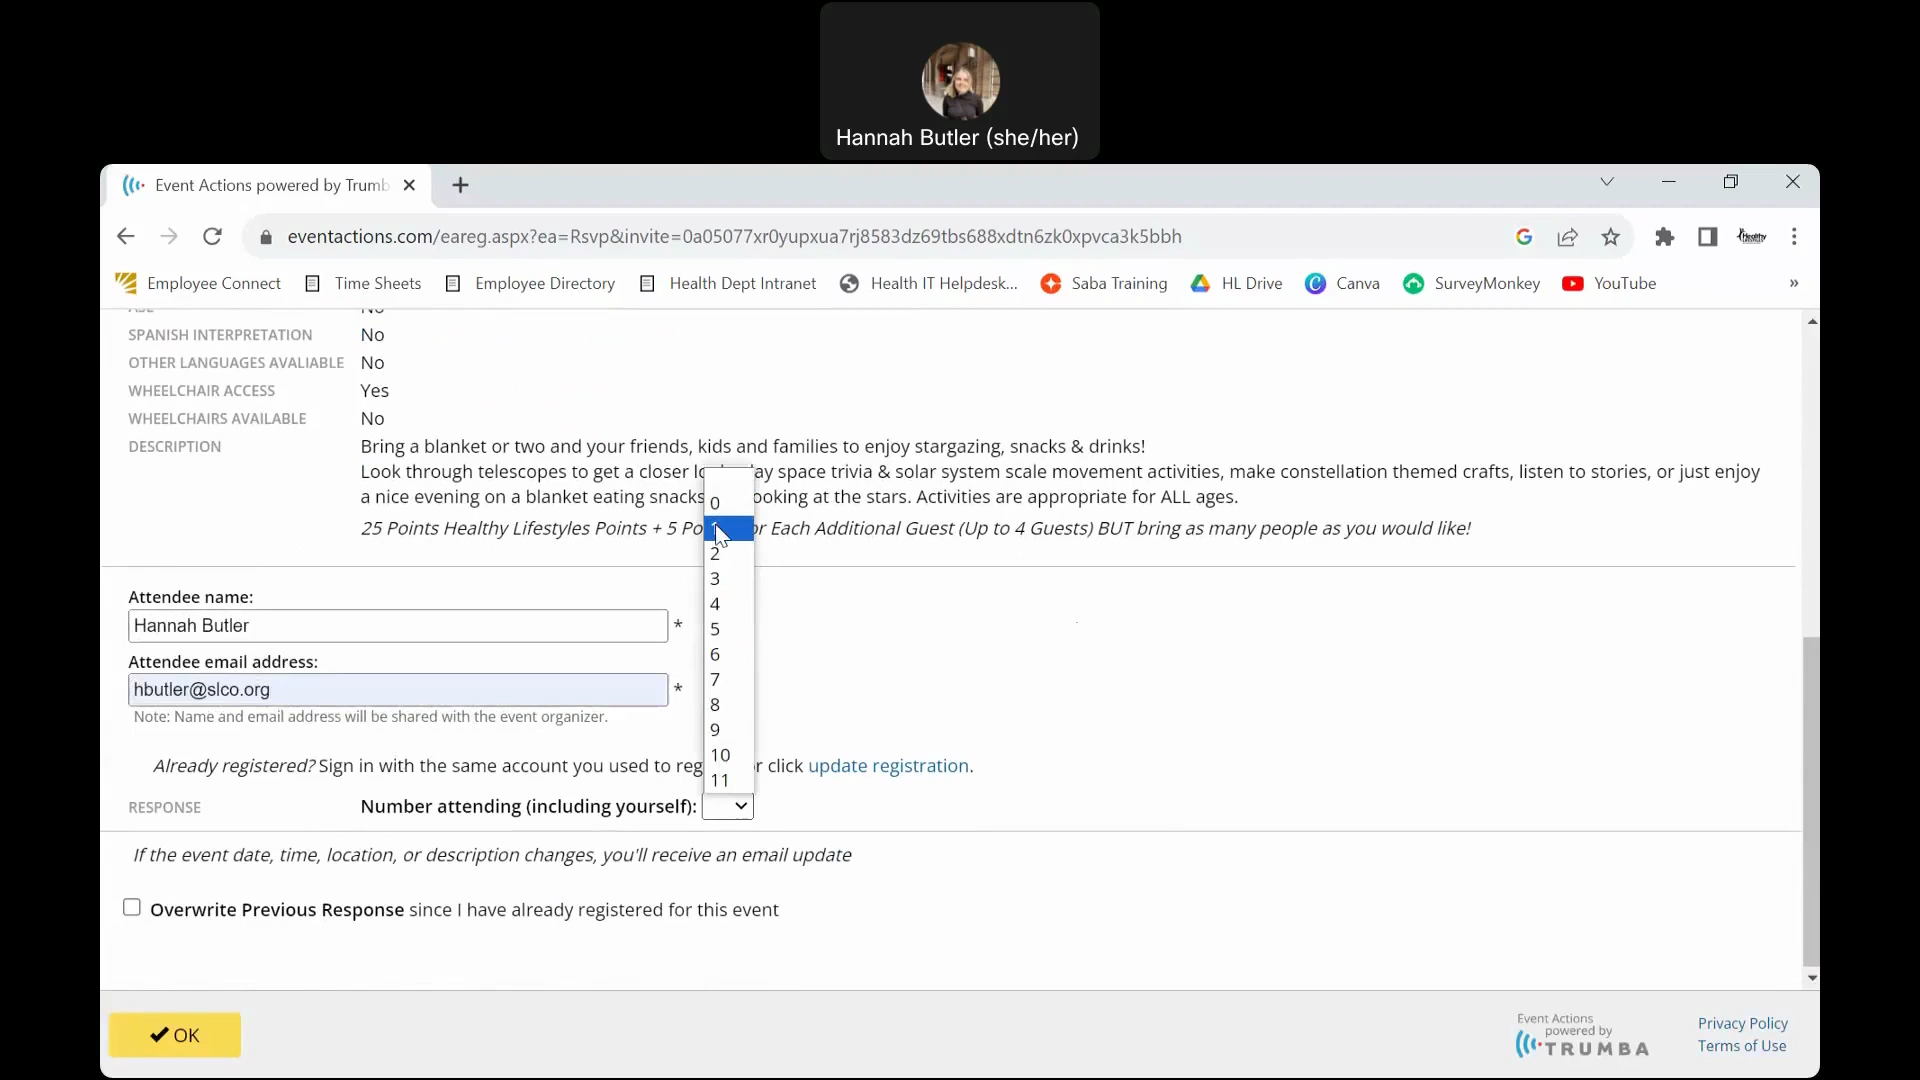 Hannah Butler (she/her)
Event Actions powered by Trumb
eventactions.com/eareg.aspx?ea=Rsvp&invite=0a05077xr0yupxua7rj8583dz69tbs688xdtn6zk0xpvca3k5bbh
Employee Connect Time Sheets Employee Directory Health Dept Intranet Health IT Helpdesk... Saba Training HL Drive Canva SurveyMonkey YouTube »
SPANISH INTERPRETATION No
OTHER LANGUAGES AVALIABLE No
WHEELCHAIR ACCESS Yes
WHEELCHAIRS AVAILABLE No
DESCRIPTION Bring a blanket or two and your friends, kids and families to enjoy stargazing, snacks & drinks!
Look through telescopes to get a closer space trivia & solar system scale movement activities, make constellation themed crafts, listen to stories, or just enjoy
a nice evening on a blanket eating snacks at the stars. Activities are appropriate for ALL ages.
25 Points Healthy Lifestyles Points + 5 Each Additional Guest (Up to 4 Guests) BUT bring as many people as you would like!
0
2
3
4
5
6
7
8
9
10
11
Attendee name:
Hannah Butler *
Attendee email address:
hbutler@slco.org *
Note: Name and email address will be shared with the event organizer.
Already registered? Sign in with the same account you used to click update registration.
RESPONSE Number attending (including yourself):
If the event date, time, location, or description changes, you'll receive an email update
Overwrite Previous Response since I have already registered for this event
OK
Event Actions
powered by
TRUMBA
Privacy Policy
Terms of Use